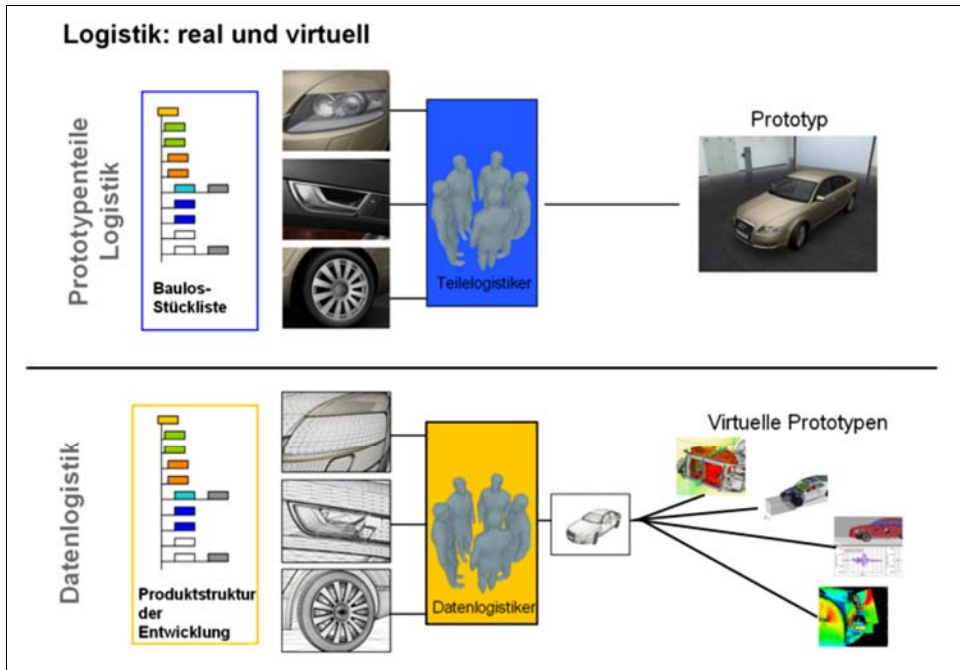 Logistik: real und virtuell
Prototypenteile
Logistik
Baulos-
Stückliste
Teilelogistiker
Prototyp
Datenlogistik
Produktstruktur
der
Entwicklung
Datenlogistiker
Virtuelle Prototypen